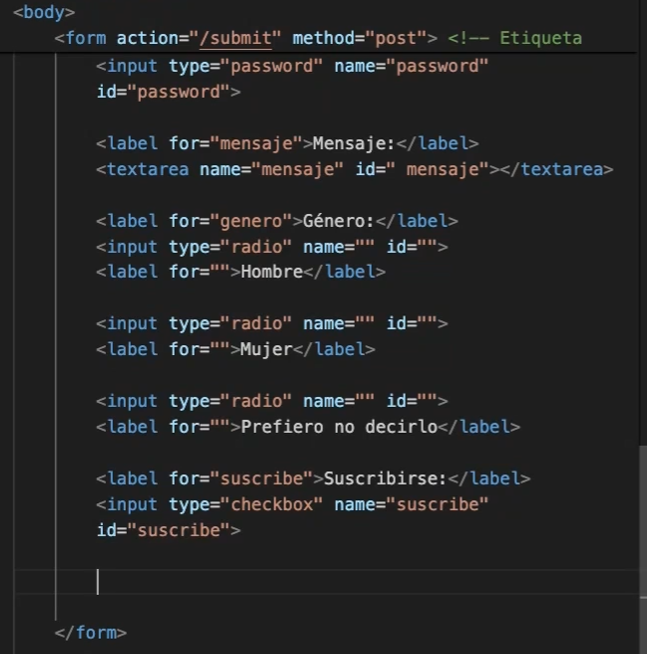 <body>
<form action="/submit" method="post"> <!-- Etiqueta
<input type="password" name="password"
id="password">
<label for="mensaje">Mensaje:</label>
<textarea name="mensaje" id=" mensaje"></textarea>
<label for="genero">Género:</label>
<input type="radio" name="" id="">
<label for="">Hombre</label>
<input type="radio" name="" id="">
<label for="">Mujer</label>
<input type="radio" name="" id="">
<label for="">Prefiero no decirlo</label>
<label for="suscribe">Suscribirse:</label>
<input type="checkbox" name="suscribe"
id="suscribe">
</form>